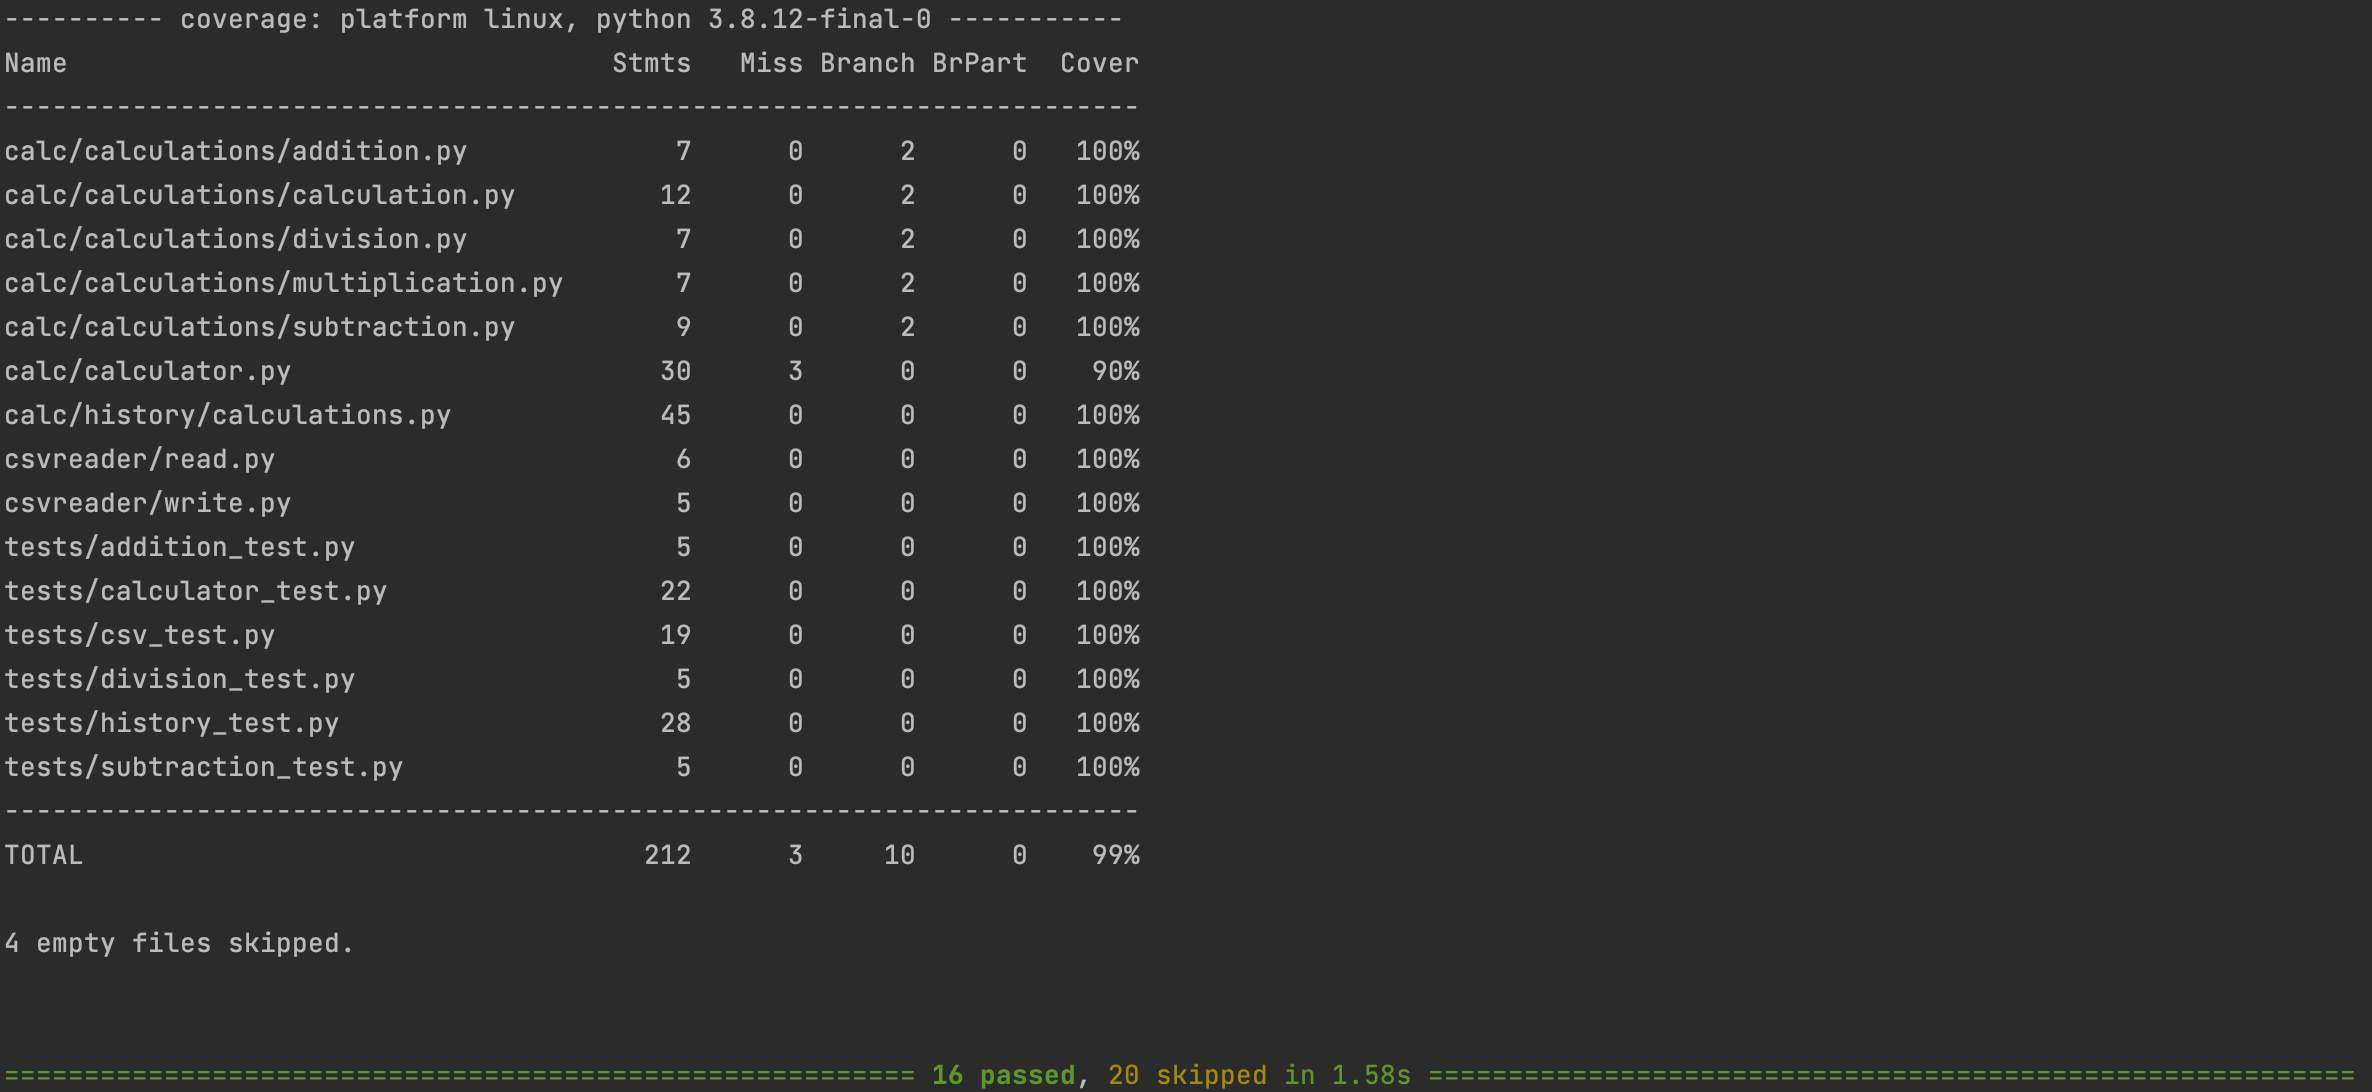 ---------- coverage: platform linux, python 3.8.12-final-0 -----------
Name                                  Stmts   Miss Branch BrPart  Cover
-----------------------------------------------------------------------
calc/calculations/addition.py             7      0      2      0   100%
calc/calculations/calculation.py         12      0      2      0   100%
calc/calculations/division.py             7      0      2      0   100%
calc/calculations/multiplication.py       7      0      2      0   100%
calc/calculations/subtraction.py          9      0      2      0   100%
calc/calculator.py                       30      3      0      0    90%
calc/history/calculations.py             45      0      0      0   100%
csvreader/read.py                         6      0      0      0   100%
csvreader/write.py                        5      0      0      0   100%
tests/addition_test.py                    5      0      0      0   100%
tests/calculator_test.py                 22      0      0      0   100%
tests/csv_test.py                        19      0      0      0   100%
tests/division_test.py                    5      0      0      0   100%
tests/history_test.py                    28      0      0      0   100%
tests/subtraction_test.py                 5      0      0      0   100%
-----------------------------------------------------------------------
TOTAL                                   212      3     10      0    99%
4 empty files skipped.
========================================================= 16 passed, 20 skipped in 1.58s ==========================================================